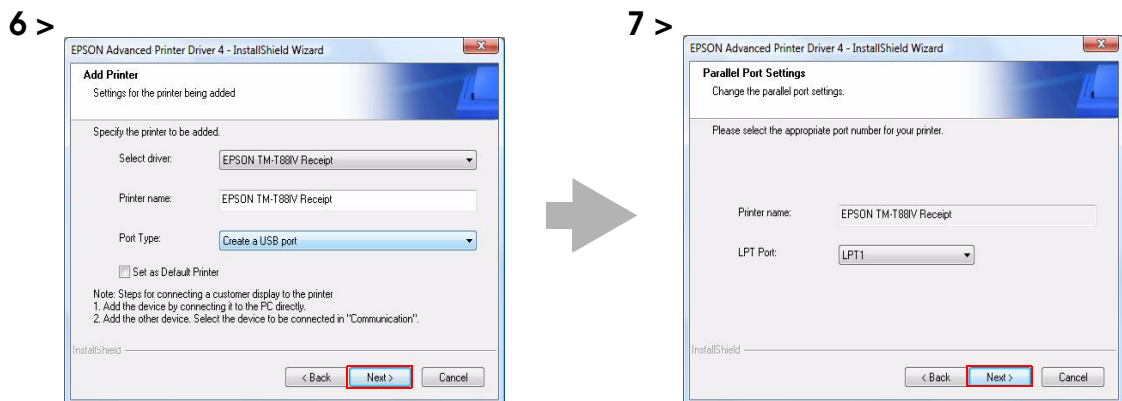 6 >
EPSON Advanced Printer Driver 4 - InstallShield Wizard
Add Printer
Settings for the printer being added
Specify the printer to be added.
Select driver: EPSON TM-T88IV Receipt
Printer name: EPSON TM-T88IV Receipt
Port Type: Create a USB port
Set as Default Printer
Note: Steps for connecting a customer display to the printer
1. Add the device by connecting it to the PC directly.
2. Add the other device. Select the device to be connected in "Communication".
InstallShield
< Back Next > Cancel
7 >
EPSON Advanced Printer Driver 4 - InstallShield Wizard
Parallel Port Settings
Change the parallel port settings.
Please select the appropriate port number for your printer.
Printer name: EPSON TM-T88IV Receipt
LPT Port: LPT1
InstallShield
< Back Next > Cancel